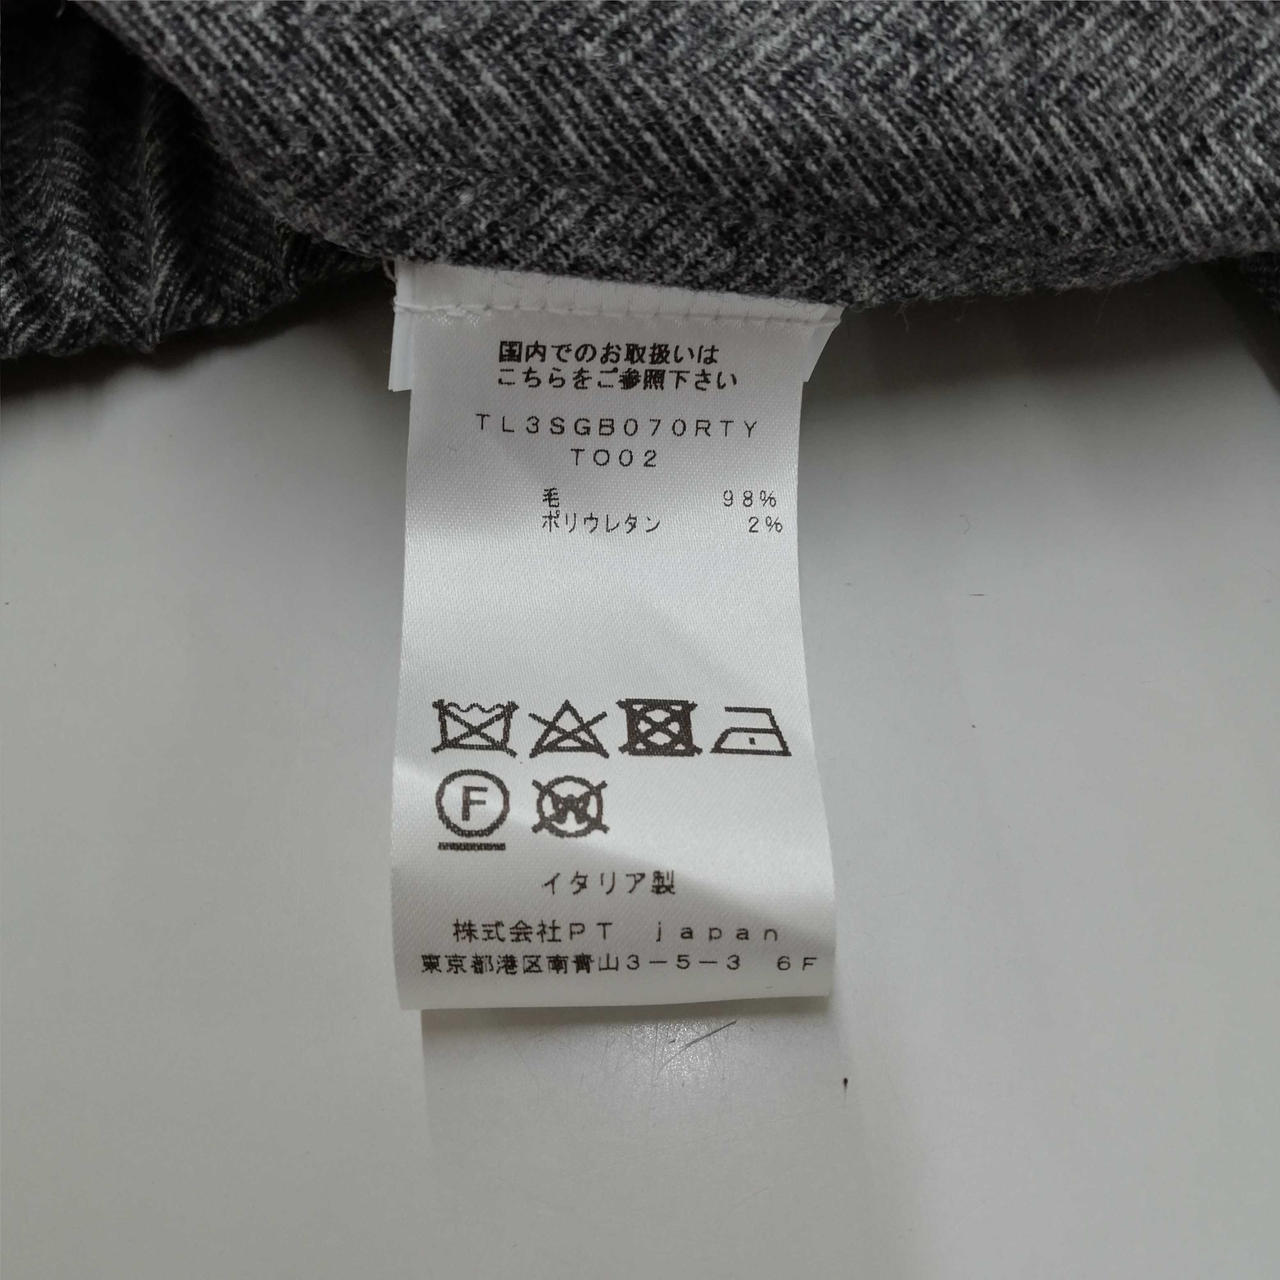 国内でのお取扱いは
こちらをご参照下さい
TL3SGB070RTY
T002
毛 98%
ポリウレタン 2%
F
W
イタリア製
株式会社PT japan
東京都港区南青山3-5-3 6F